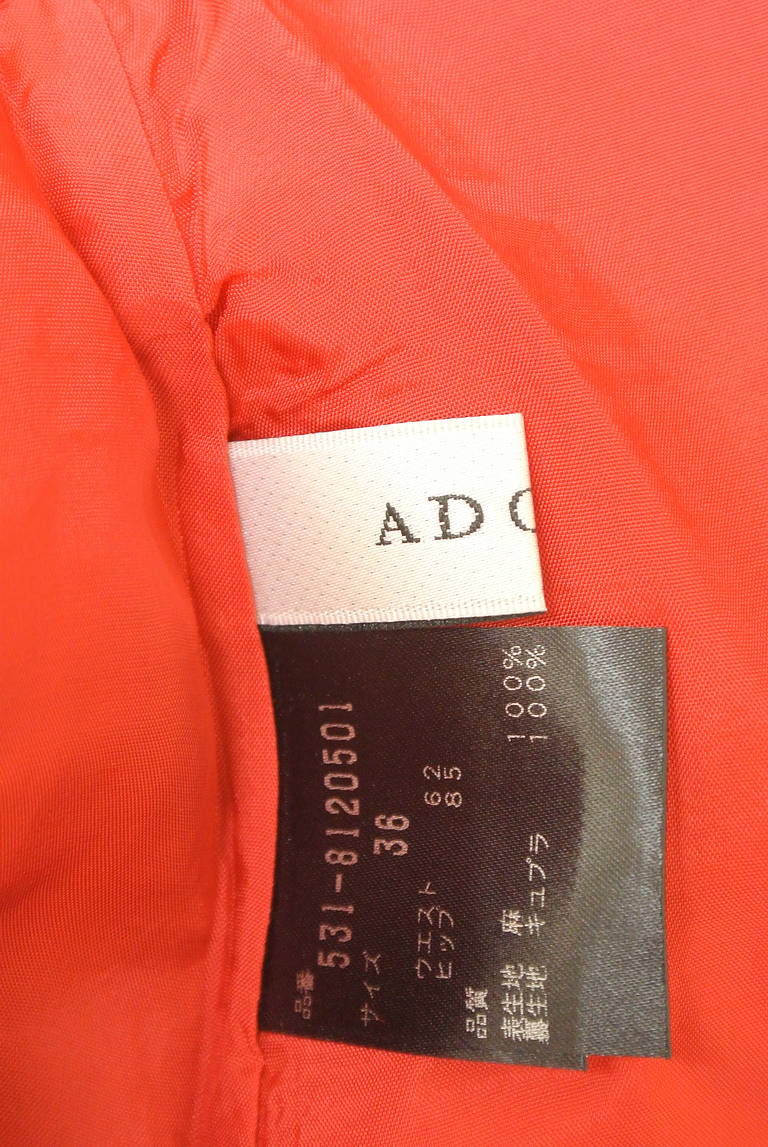 ADO
品番 531-8120501
サイズ 36
ウエスト 62
ヒップ 85
品質
表生地 麻 100%
裏生地 キュプラ 100%